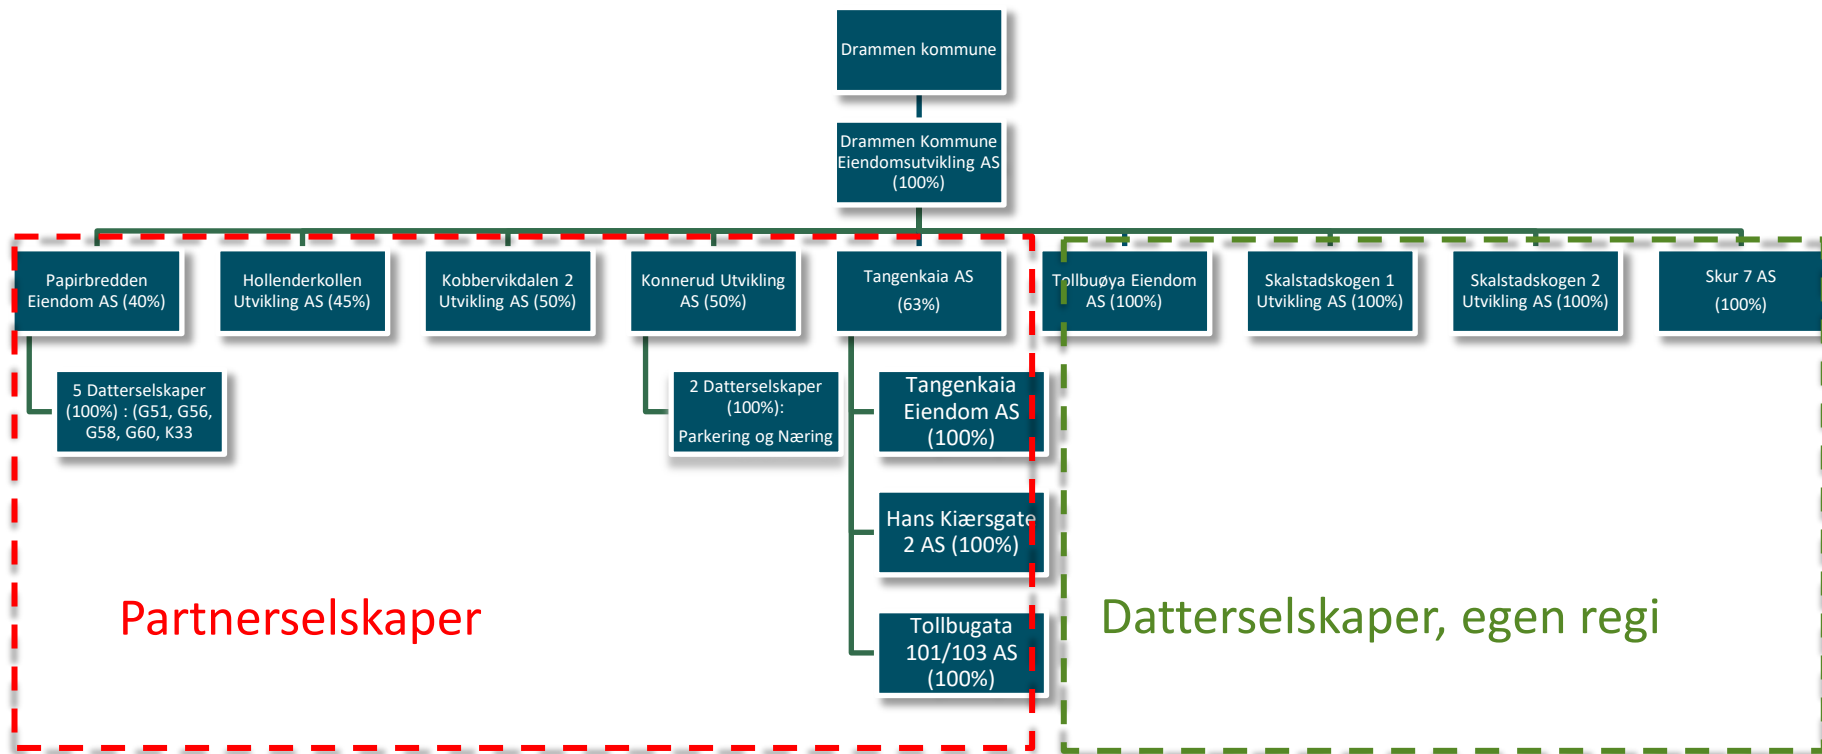 Drammen kommune
Drammen Kommune
Eiendomsutvikling AS
(100%)
Papirbredden
Eiendom AS (40%)
Hollenderkollen
Utvikling AS (45%)
Kobbervikdalen 2
Utvikling AS (50%)
Konnerud Utvikling
AS (50%)
Tangenkaia AS
(63%)
Tollbuøya Eiendom
AS (100%)
Skalstadskogen 1
Utvikling AS (100%)
Skalstadskogen 2
Utvikling AS (100%)
Skur 7 AS
(100%)
5 Datterselskaper
(100%) : (G51, G56,
G58, G60, K33
2 Datterselskaper
(100%):
Parkering og Næring
Tangenkaia
Eiendom AS
(100%)
Hans Kiærsgate
2 AS (100%)
Tollbugata
101/103 AS
(100%)
Partnerselskaper
Datterselskaper, egen regi